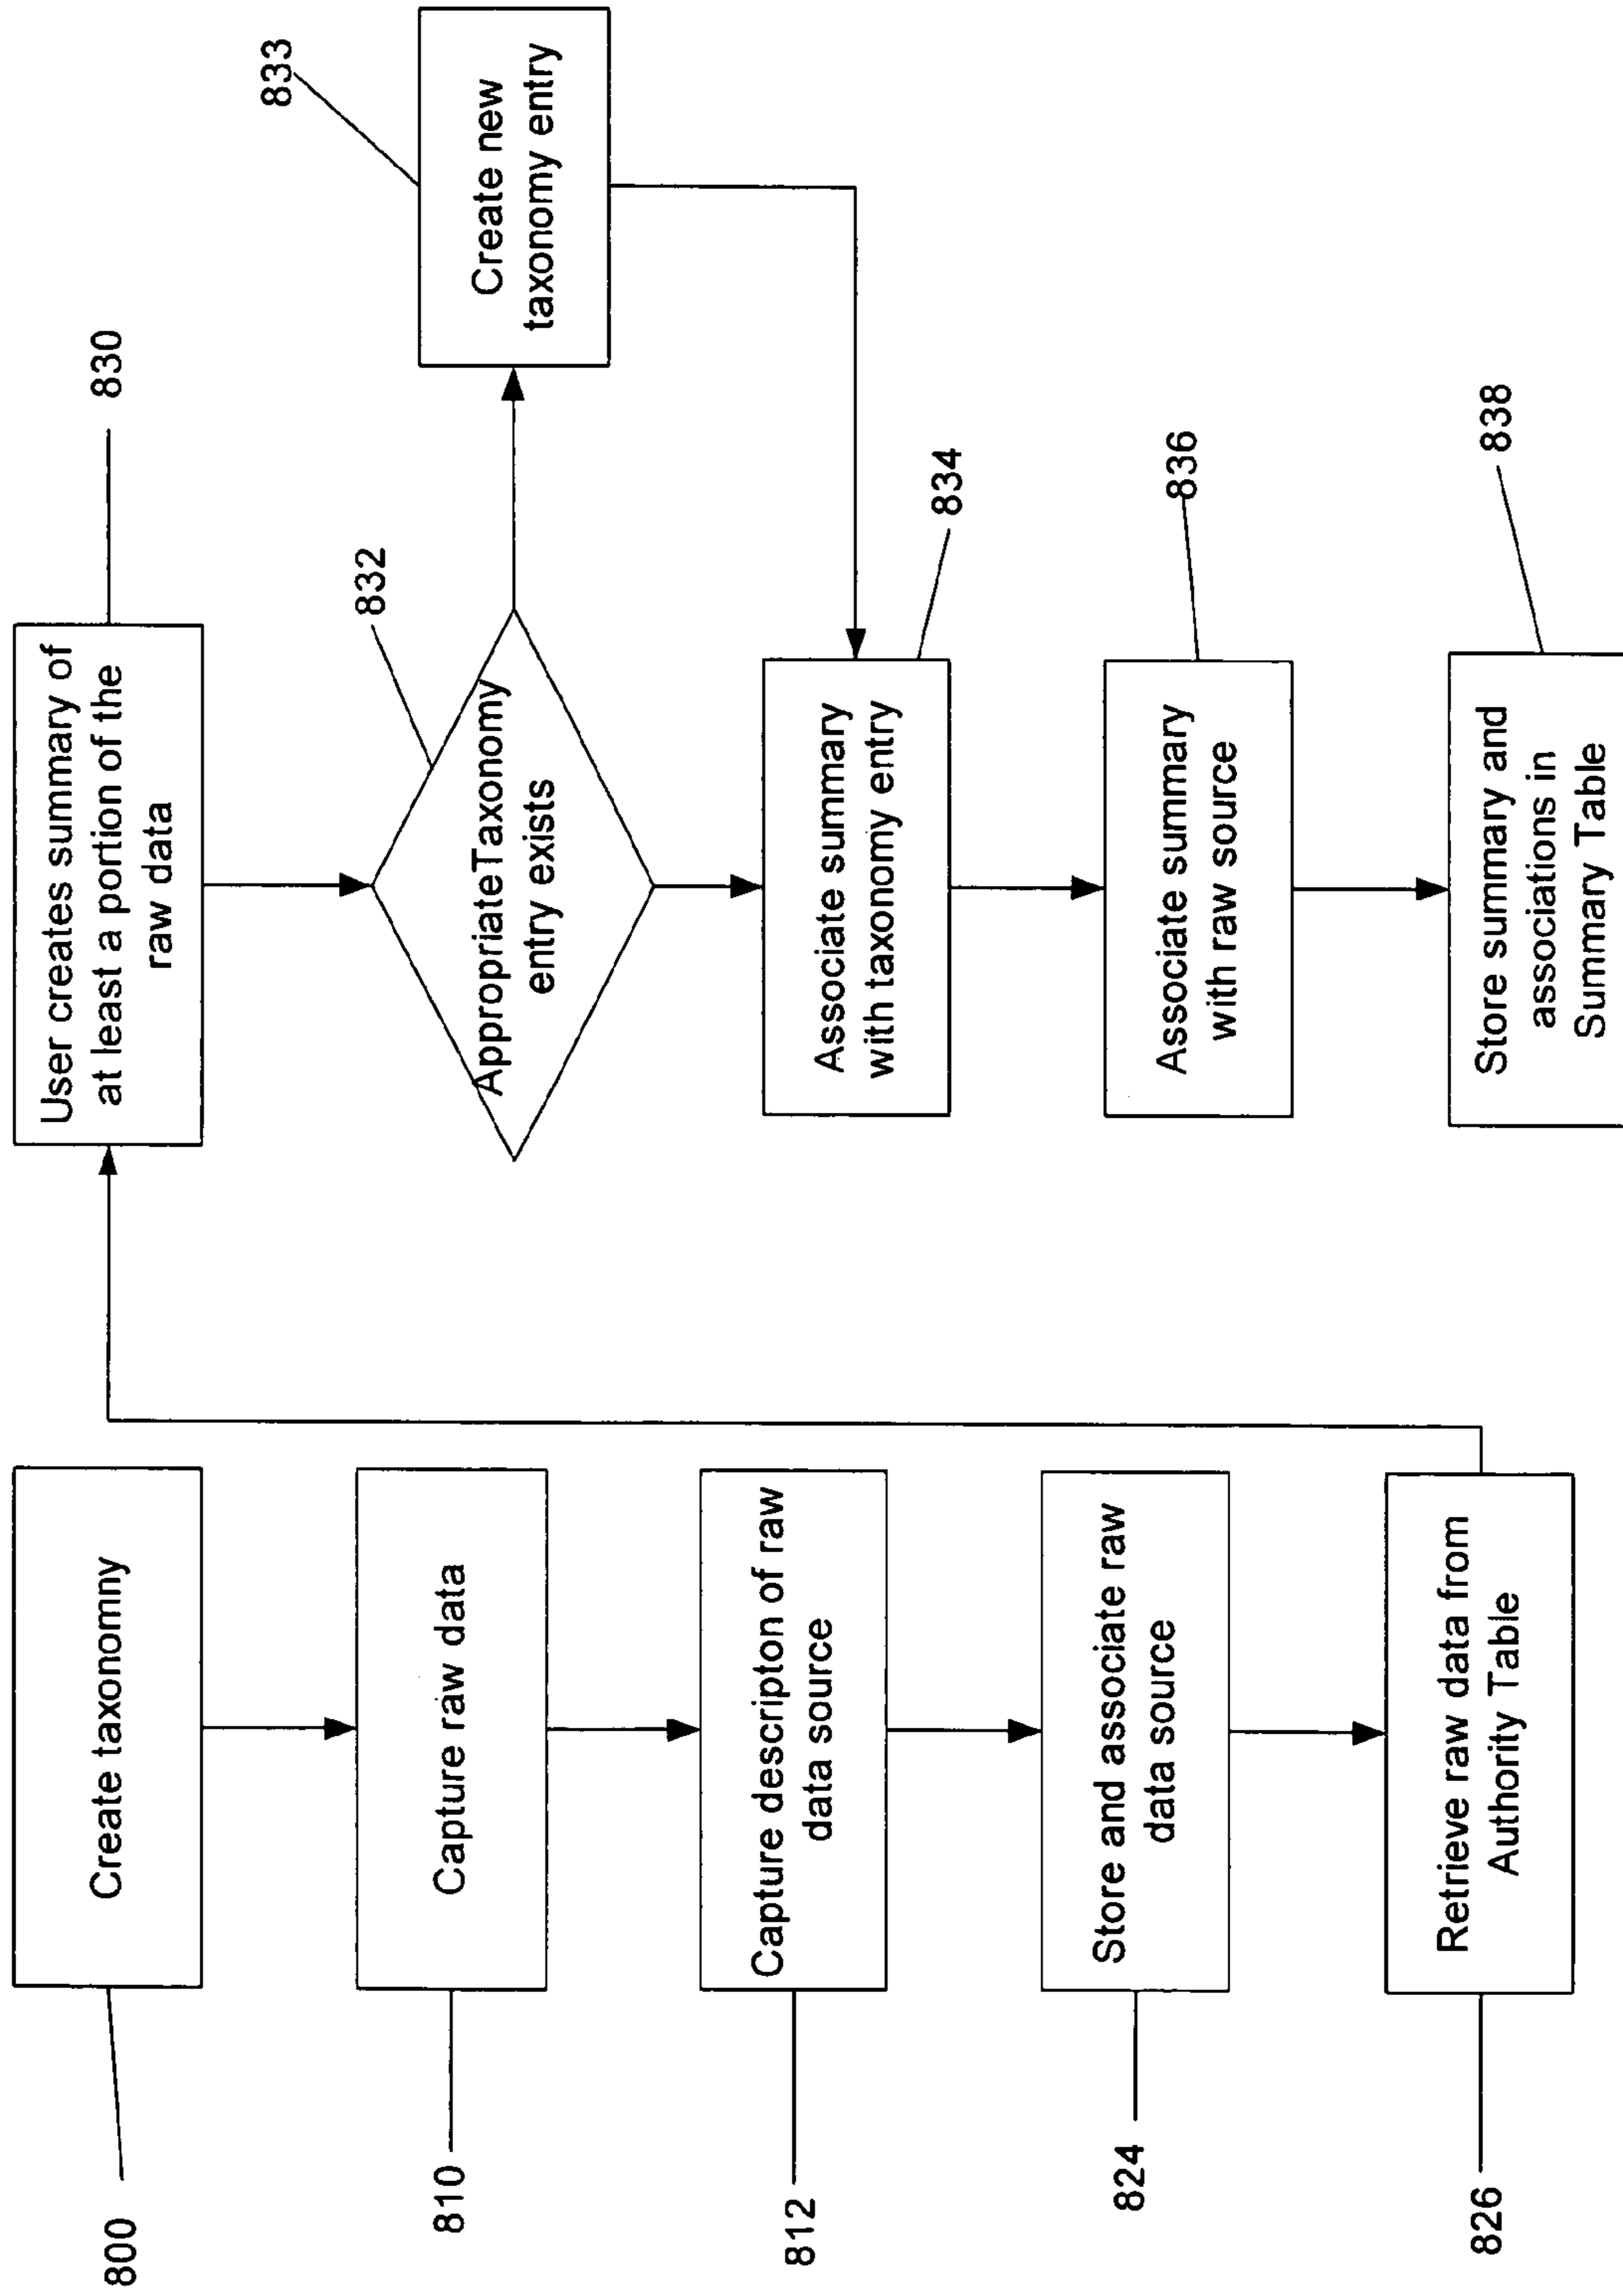 800
Create taxonomny
810
Capture raw data
812
Capture descripton of raw
data source
824
Store and associate raw
data source
826
Retrieve raw data from
Authority Table
User creates summary of
at least a portion of the
raw data
830
832
AppropriateTaxonomy
entry exists
833
Create new
taxonomy entry
Associate summary
with taxonomy entry
834
Associate summary
with raw source
836
Store summary and
associations in
Summary Table
838